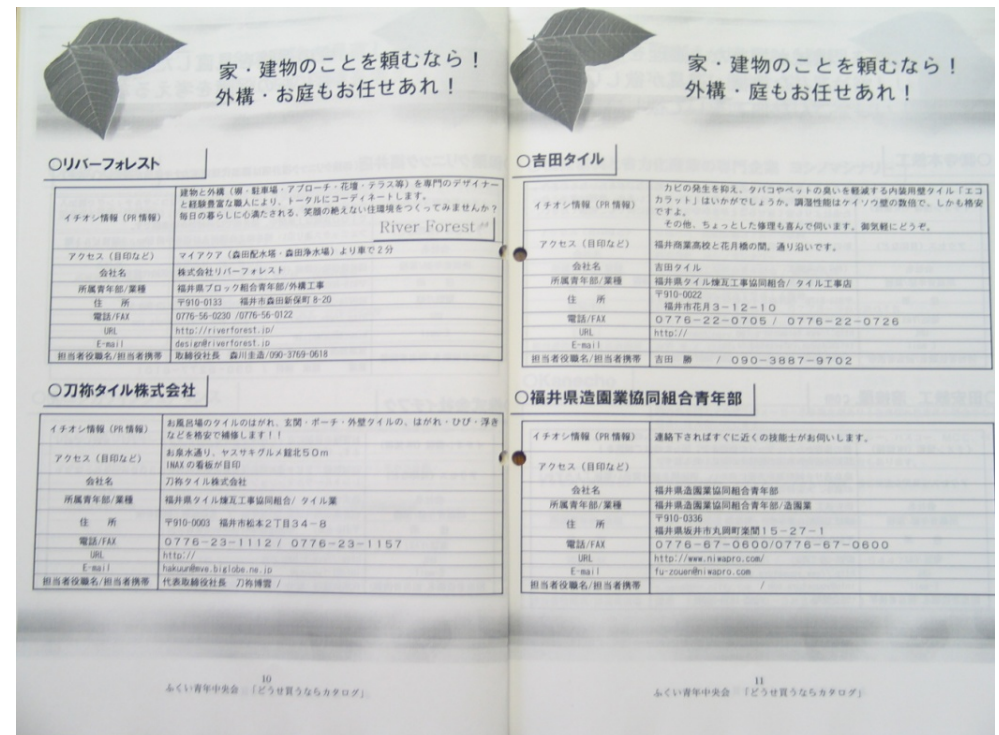 家・建物のことを頼むなら！
外構・お庭もお任せあれ！
○リバーフォレスト
イチオシ情報（PR情報）
建物と外構（塀・駐車場・アプローチ・花壇・テラス等）を専門のデザイナー
と経験豊富な職人により、トータルにコーディネートします。
毎日の暮らしに心満たされる、笑顔の絶えない住環境をつくってみませんか？
River Forest
アクセス（目印など） マイアクア（森田配水塔・森田浄水場）より車で２分
会社名 株式会社リバーフォレスト
所属青年部/業種 福井県ブロック組合青年部/外構工事
住　所 〒910-0133　福井市森田新保町8-20
電話/FAX 0776-56-0230 /0776-56-0122
URL http://riverforest.jp/
E-mail design@riverforest.jp
担当者役職名/担当者携帯 取締役社長　森川圭造/090-3769-0618
○刀祢タイル株式会社
イチオシ情報（PR情報）
お風呂場のタイルのはがれ、玄関・ポーチ・外壁タイルの、はがれ・ひび・浮き
などを格安で補修します！！
アクセス（目印など）
お泉水通り、ヤスサキグルメ館北５０ｍ
INAXの看板が目印
会社名 刀祢タイル株式会社
所属青年部/業種 福井県タイル煉瓦工事協同組合/ タイル業
住　所 〒910-0003　福井市松本２丁目３４－８
電話/FAX ０７７６－２３－１１１２ / ０７７６－２３－１１５７
URL http://
E-mail hakuun@mve.biglobe.ne.jp
担当者役職名/担当者携帯 代表取締役社長　刀祢博雲 /
10
ふくい青年中央会　「どうせ買うならカタログ」
家・建物のことを頼むなら！
外構・庭もお任せあれ！
○吉田タイル
イチオシ情報（PR情報）
カビの発生を抑え、タバコやペットの臭いを軽減する内装用壁タイル「エコ
カラット」はいかがでしょうか。調湿性能はケイソウ壁の数倍で、しかも格安
ですよ。
その他、ちょっとした修理も喜んで伺います。御気軽にどうぞ。
アクセス（目印など） 福井商業高校と花月橋の間、通り沿いです。
会社名 吉田タイル
所属青年部/業種 福井県タイル煉瓦工事協同組合/ タイル工事店
住　所
〒910-0022
福井市花月３－１２－１０
電話/FAX ０７７６－２２－０７０５ / ０７７６－２２－０７２６
URL http://
E-mail
担当者役職名/担当者携帯 吉田　勝　　/　０９０－３８８７－９７０２
○福井県造園業協同組合青年部
イチオシ情報（PR情報） 連絡下さればすぐに近くの技能士がお伺いします。
アクセス（目印など）
会社名 福井県造園業協同組合青年部
所属青年部/業種 福井県造園業協同組合青年部/造園業
住　所
〒910-0336
福井県坂井市丸岡町楽間１５－２７－１
電話/FAX ０７７６－６７－０６００/０７７６－６７－０６００
URL http://www.niwapro.com/
E-mail fu-zouen@niwapro.com
担当者役職名/担当者携帯 /
11
ふくい青年中央会　「どうせ買うならカタログ」